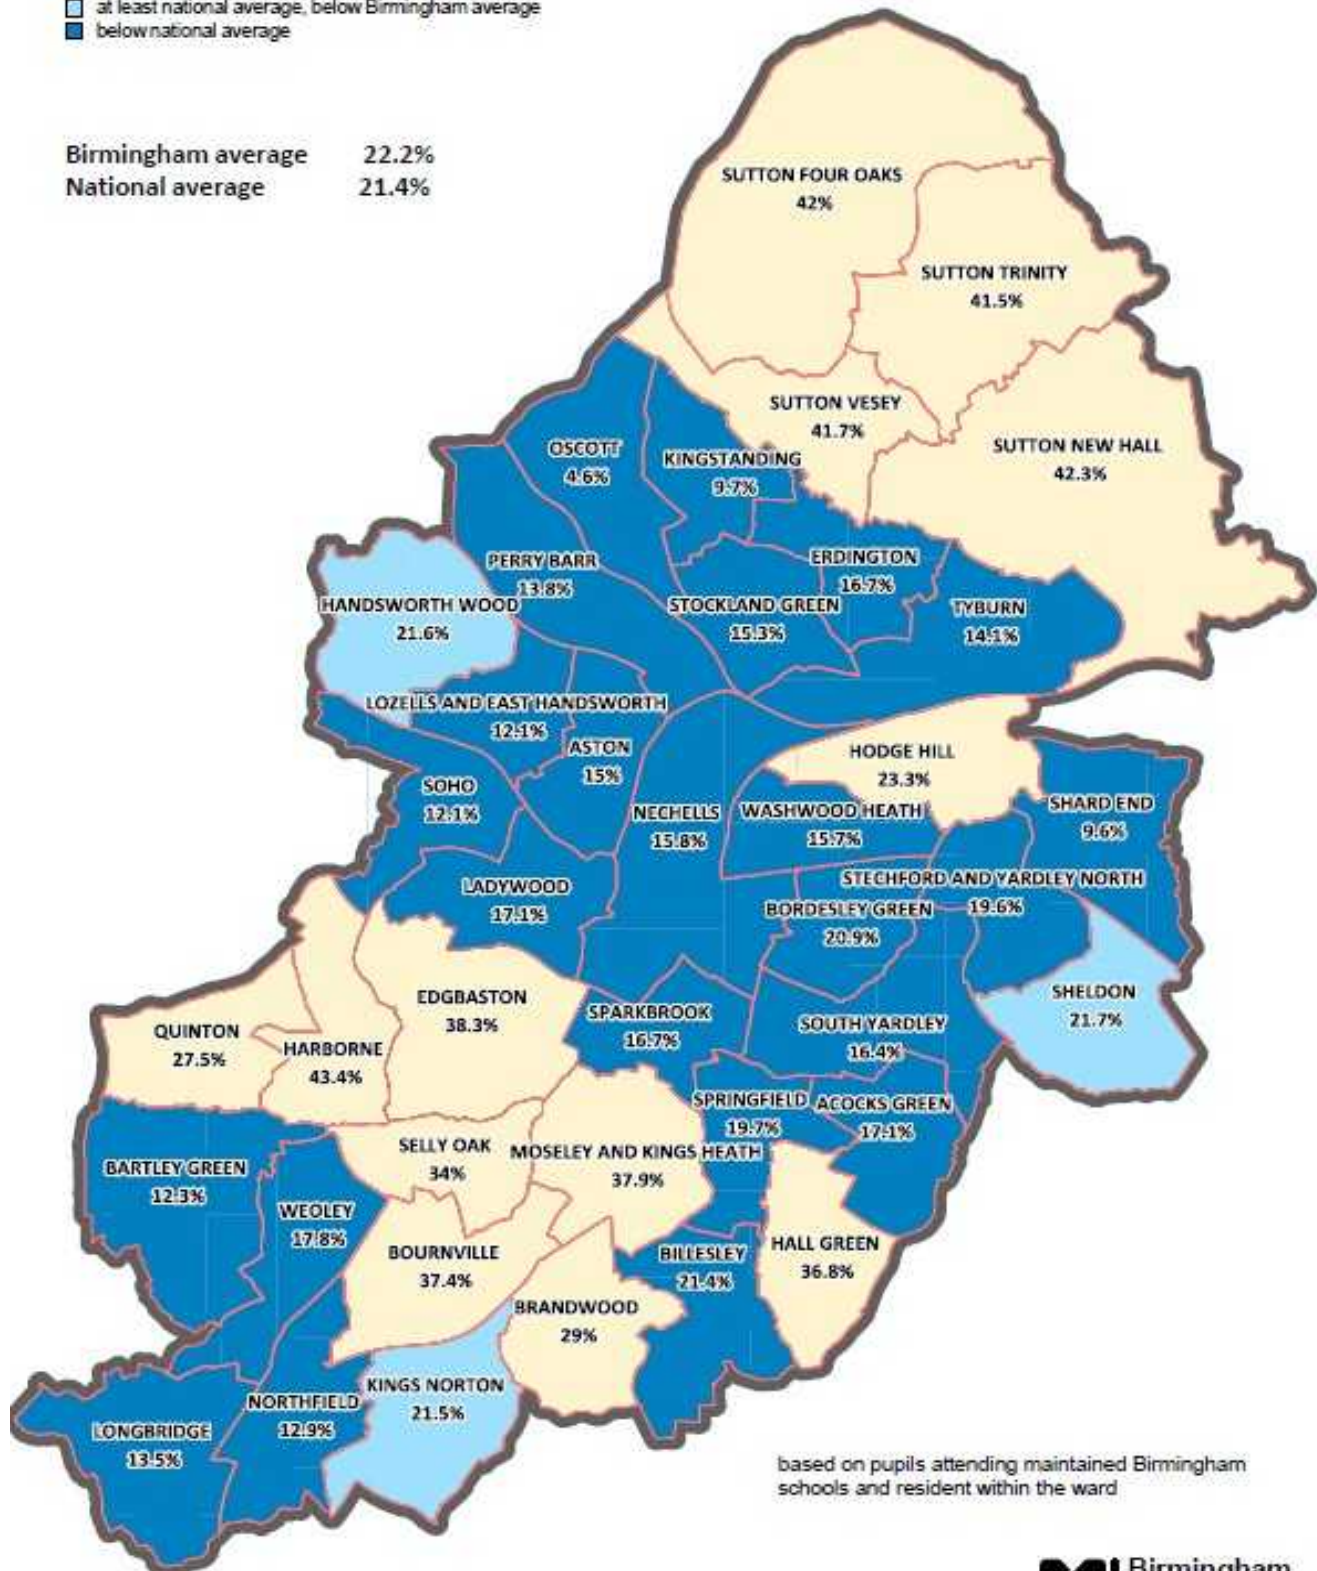 at least national average, below Birmingham average
below national average
Birmingham average 22.2%
National average 21.4%
SUTTON FOUR OAKS
42%
SUTTON TRINITY
41.5%
SUTTON VESEY
41.7%
SUTTON NEW HALL
42.3%
OSCOTT
4.6%
KINGSTANDING
9.7%
PERRY BARR
13.8%
ERDINGTON
16.7%
HANDSWORTH WOOD
21.6%
STOCKLAND GREEN
15.3%
TYBURN
14.1%
LOZELLS AND EAST HANDSWORTH
12.1%
ASTON
15%
HODGE HILL
23.3%
SOHO
12.1%
NECHELLS
15.8%
WASHWOOD HEATH
15.7%
SHARD END
9.6%
LADYWOOD
17.1%
STECHFORD AND YARDLEY NORTH
19.6%
BORDESLEY GREEN
20.9%
EDGBASTON
38.3%
SHELDON
21.7%
SPARKBROOK
16.7%
SOUTH YARDLEY
16.4%
QUINTON
27.5%
HARBORNE
43.4%
SPRINGFIELD
19.7%
ACOCKS GREEN
17.1%
SELLY OAK
34%
MOSELEY AND KINGS HEATH
37.9%
BARTLEY GREEN
12.3%
WEOLEY
17.8%
BOURNVILLE
37.4%
BILLESLEY
21.4%
HALL GREEN
36.8%
BRANDWOOD
29%
KINGS NORTON
21.5%
NORTHFIELD
12.9%
LONGBRIDGE
13.5%
based on pupils attending maintained Birmingham
schools and resident within the ward
Birmingham